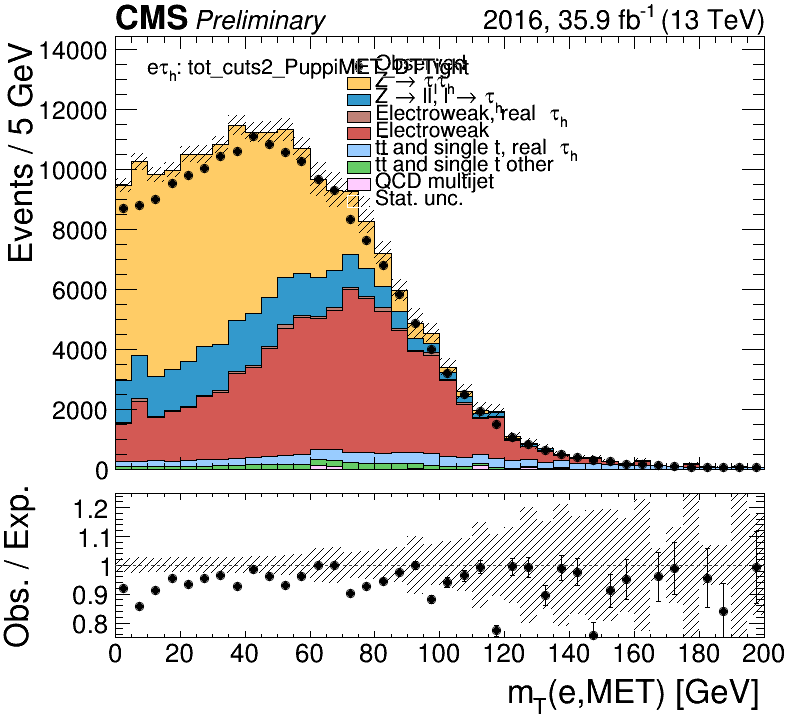 CMS Preliminary 2016, 35.9 fb⁻¹ (13 TeV)
Events / 5 GeV
14000
12000
10000
8000
6000
4000
2000
0
eτh: tot_cuts2_PuppiMET_DTTight
Observed
Z → τlτh
Z → ll, l → τh
Electroweak, real τh
Electroweak
tt and single t, real τh
tt and single t other
QCD multijet
Stat. unc.
Obs. / Exp.
1.2
1.1
1
0.9
0.8
0 20 40 60 80 100 120 140 160 180 200
mT(e,MET) [GeV]